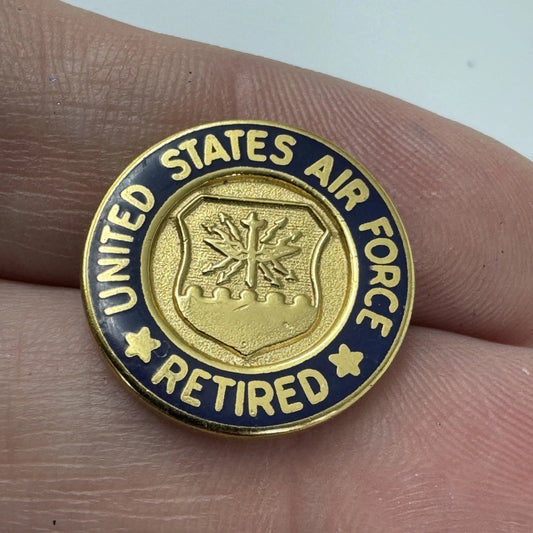 UNITED STATES AIR FORCE
RETIRED